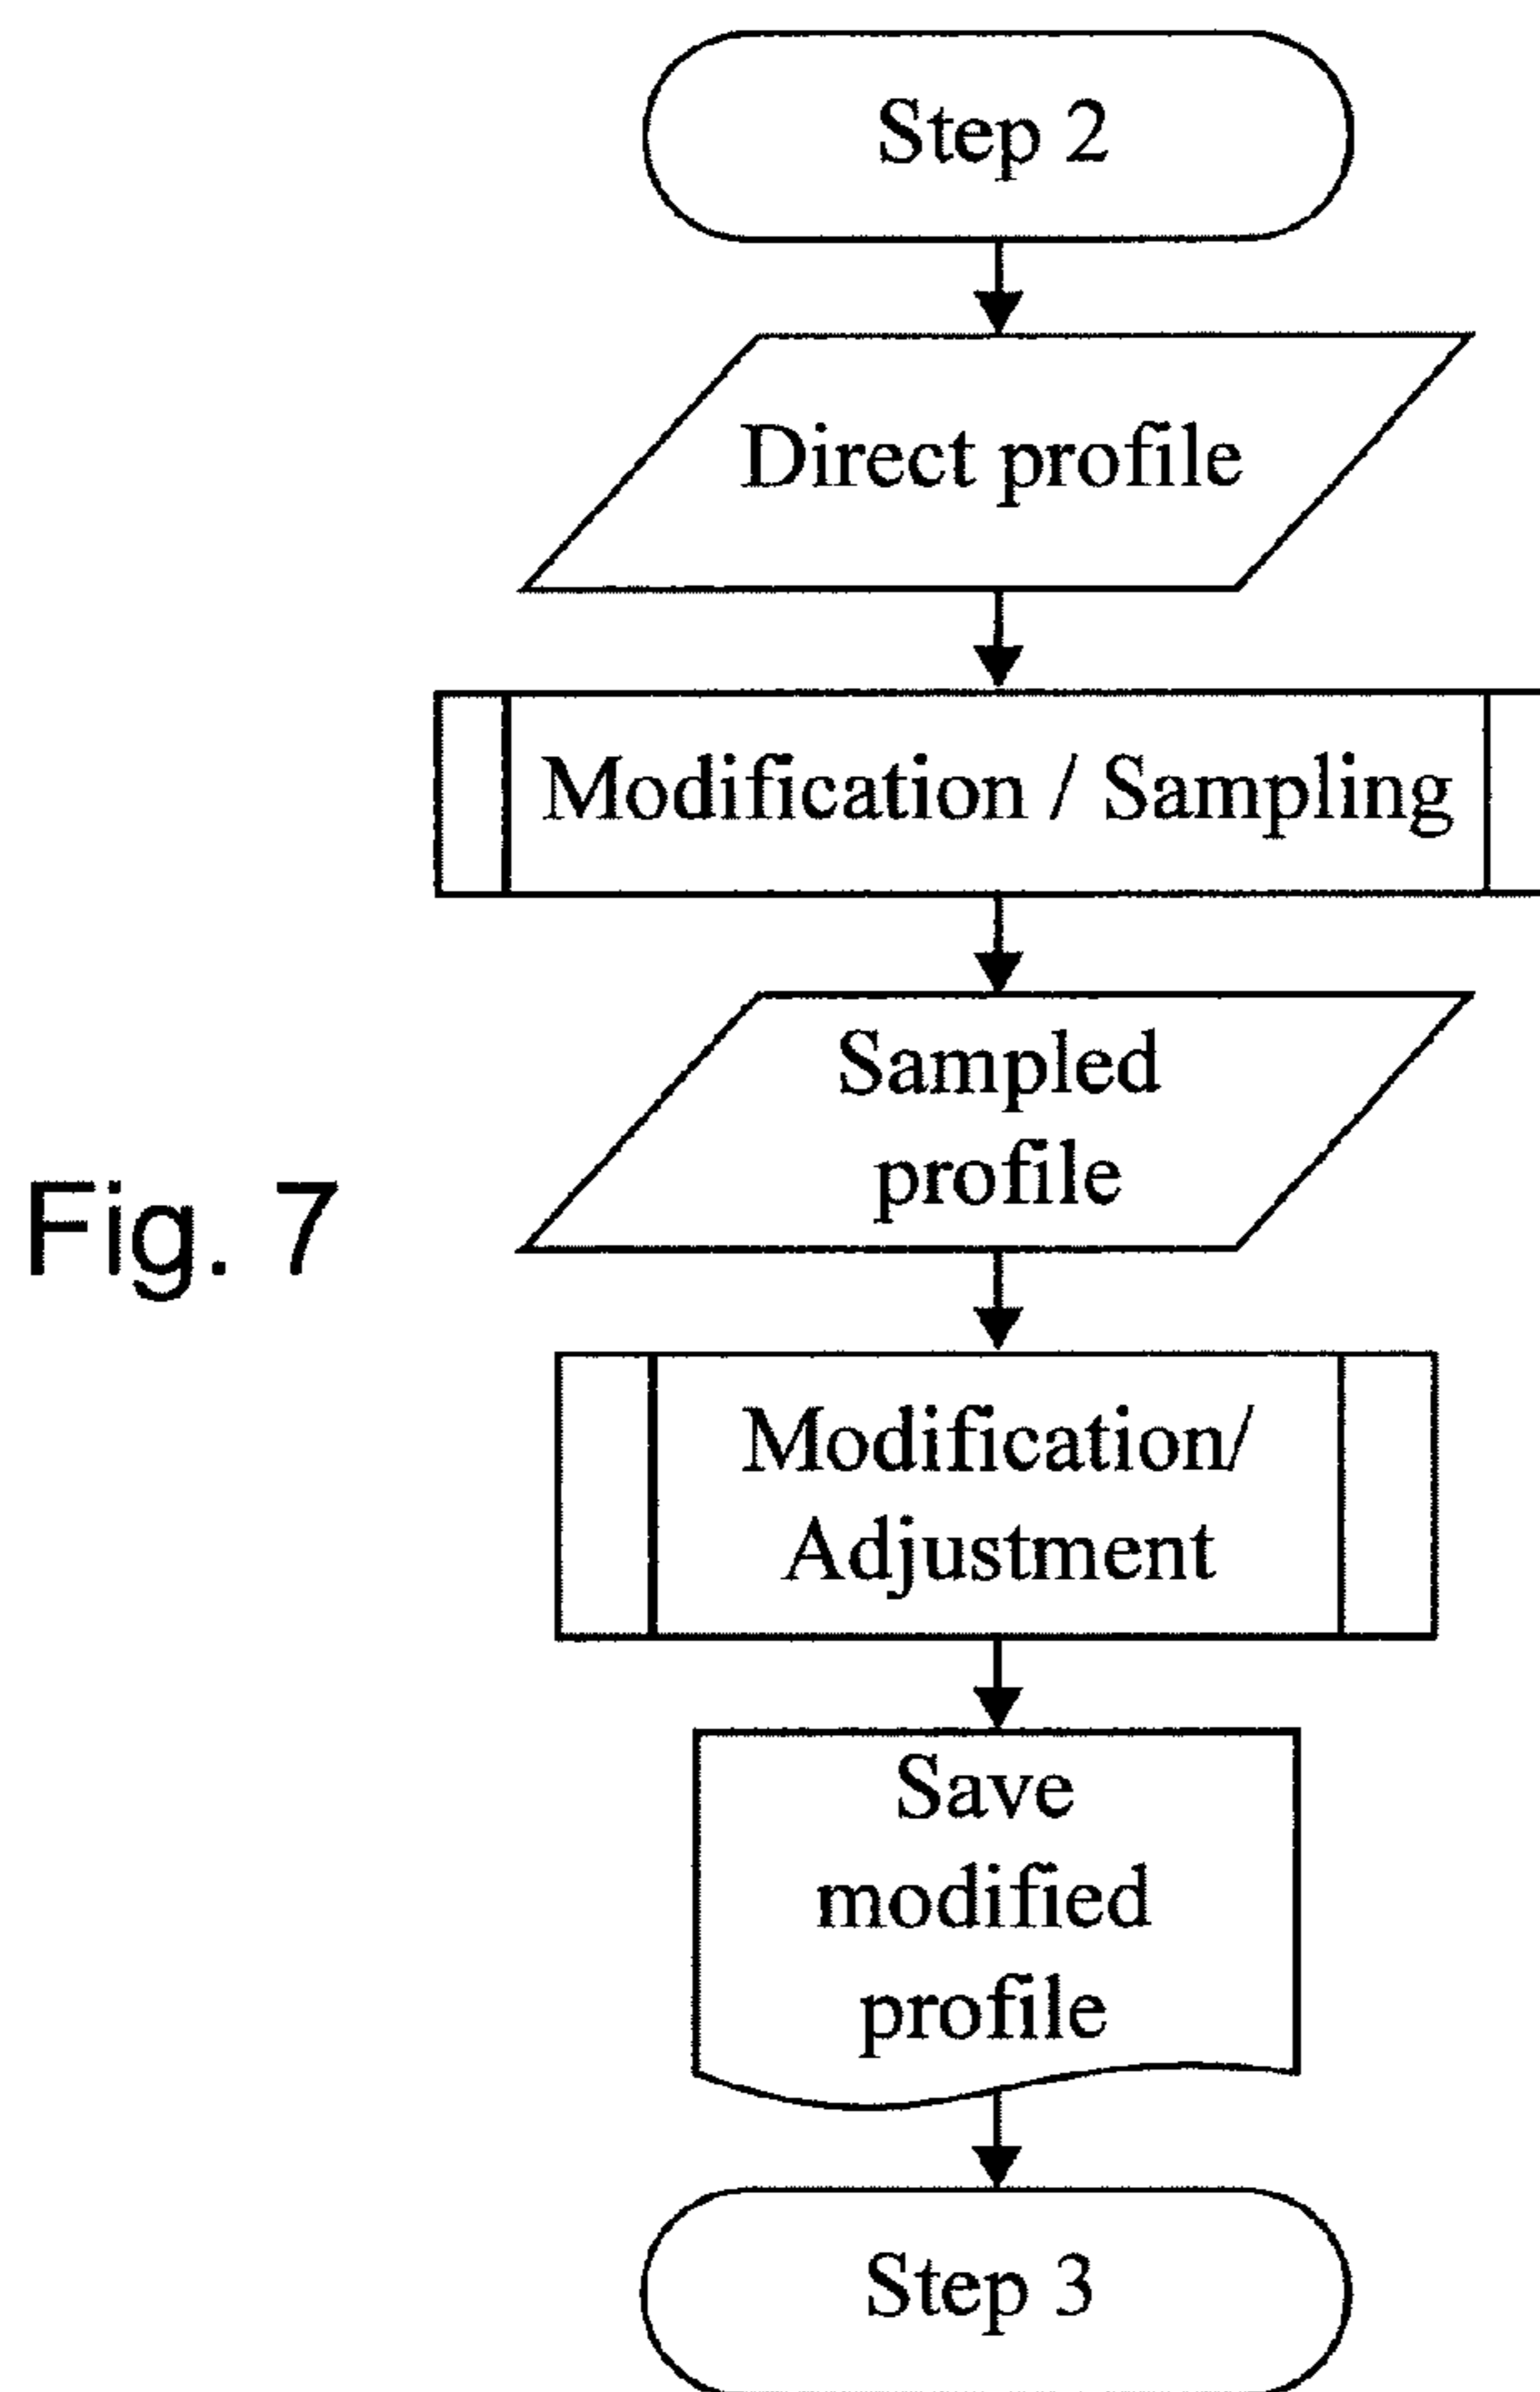 Step 2
Direct profile
Modification / Sampling
Sampled
profile
Fig. 7
Modification/
Adjustment
Save
modified
profile
Step 3